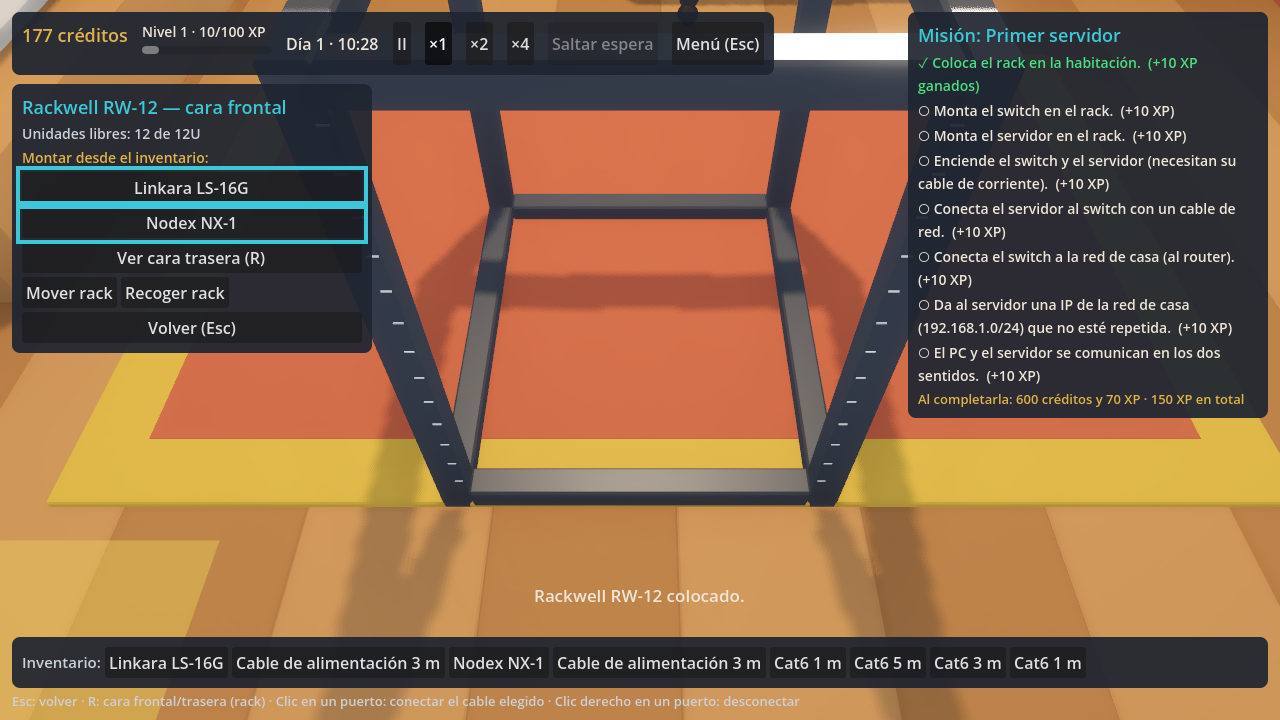 177 créditos
Nivel 1 · 10/100 XP
Día 1 · 10:28
II
×1
×2
×4
Saltar espera
Menú (Esc)
Rackwell RW-12 — cara frontal
Unidades libres: 12 de 12U
Montar desde el inventario:
Linkara LS-16G
Nodex NX-1
Ver cara trasera (R)
Mover rack
Recoger rack
Volver (Esc)
Misión: Primer servidor
✓ Coloca el rack en la habitación. (+10 XP
ganados)
○ Monta el switch en el rack. (+10 XP)
○ Monta el servidor en el rack. (+10 XP)
○ Enciende el switch y el servidor (necesitan su
cable de corriente). (+10 XP)
○ Conecta el servidor al switch con un cable de
red. (+10 XP)
○ Conecta el switch a la red de casa (al router).
(+10 XP)
○ Da al servidor una IP de la red de casa
(192.168.1.0/24) que no esté repetida. (+10 XP)
○ El PC y el servidor se comunican en los dos
sentidos. (+10 XP)
Al completarla: 600 créditos y 70 XP · 150 XP en total
Rackwell RW-12 colocado.
Inventario: Linkara LS-16G Cable de alimentación 3 m Nodex NX-1 Cable de alimentación 3 m Cat6 1 m Cat6 5 m Cat6 3 m Cat6 1 m
Esc: volver · R: cara frontal/trasera (rack) · Clic en un puerto: conectar el cable elegido · Clic derecho en un puerto: desconectar